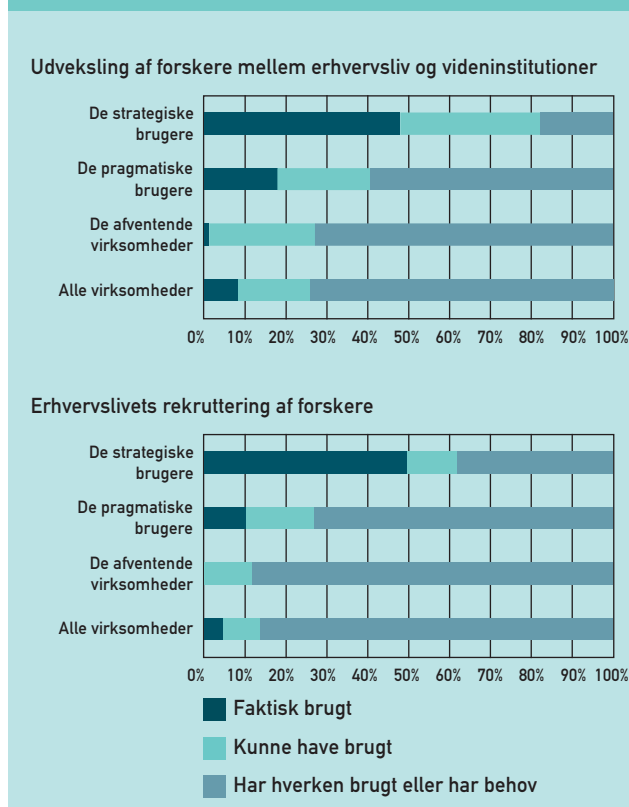 Udveksling af forskere mellem erhvervsliv og videninstitutioner
De strategiske
brugere
De pragmatiske
brugere
De afventende
virksomheder
Alle virksomheder
0% 10% 20% 30% 40% 50% 60% 70% 80% 90% 100%
Erhvervslivets rekruttering af forskere
De strategiske
brugere
De pragmatiske
brugere
De afventende
virksomheder
Alle virksomheder
0% 10% 20% 30% 40% 50% 60% 70% 80% 90% 100%
Faktisk brugt
Kunne have brugt
Har hverken brugt eller har behov